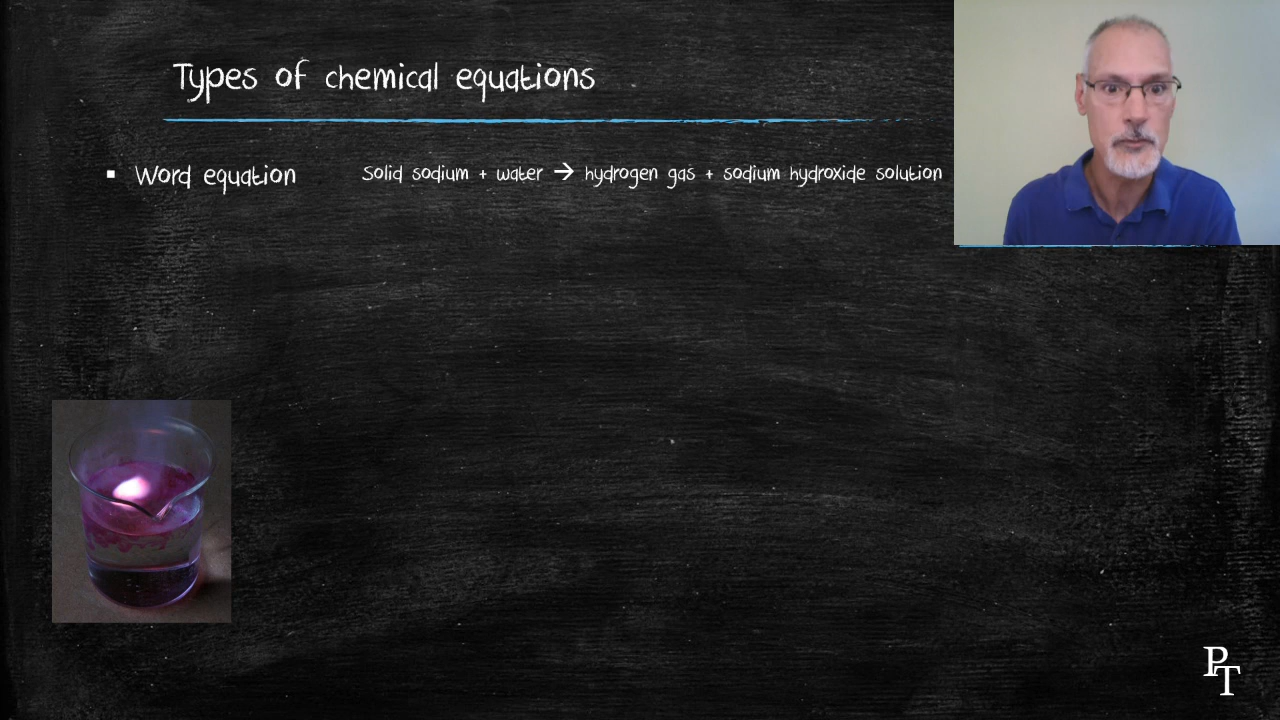 Types of chemical equations
▪ Word equation
Solid sodium + water → hydrogen gas + sodium hydroxide solution
PT